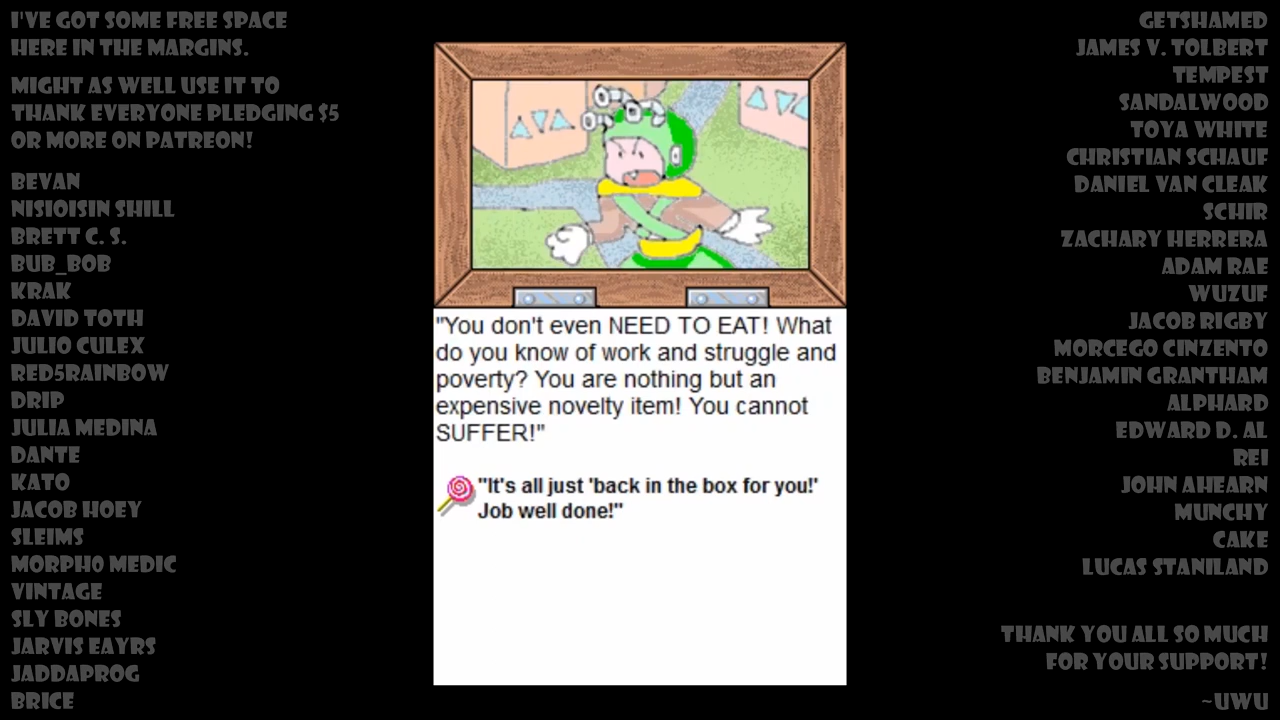 I'VE GOT SOME FREE SPACE
HERE IN THE MARGINS.
MIGHT AS WELL USE IT TO
THANK EVERYONE PLEDGING $5
OR MORE ON PATREON!
BEVAN
NISIOISIN SHILL
BRETT C. S.
BUB_BOB
KRAK
DAVID TOTH
JULIO CULEX
RED5RAINBOW
DRIP
JULIA MEDINA
DANTE
KATO
JACOB HOEY
SLEIMS
MORPH0 MEDIC
VINTAGE
SLY BONES
JARVIS EAYRS
JADDAPROG
BRICE
"You don't even NEED TO EAT! What
do you know of work and struggle and
poverty? You are nothing but an
expensive novelty item! You cannot
SUFFER!"
"It's all just 'back in the box for you!'
Job well done!"
GETSHAMED
JAMES V. TOLBERT
TEMPEST
SANDALWOOD
TOYA WHITE
CHRISTIAN SCHAUF
DANIEL VAN CLEAK
SCHIR
ZACHARY HERRERA
ADAM RAE
WUZUF
JACOB RIGBY
MORCEGO CINZENTO
BENJAMIN GRANTHAM
ALPHARD
EDWARD D. AL
REI
JOHN AHEARN
MUNCHY
CAKE
LUCAS STANILAND
THANK YOU ALL SO MUCH
FOR YOUR SUPPORT!
~UWU